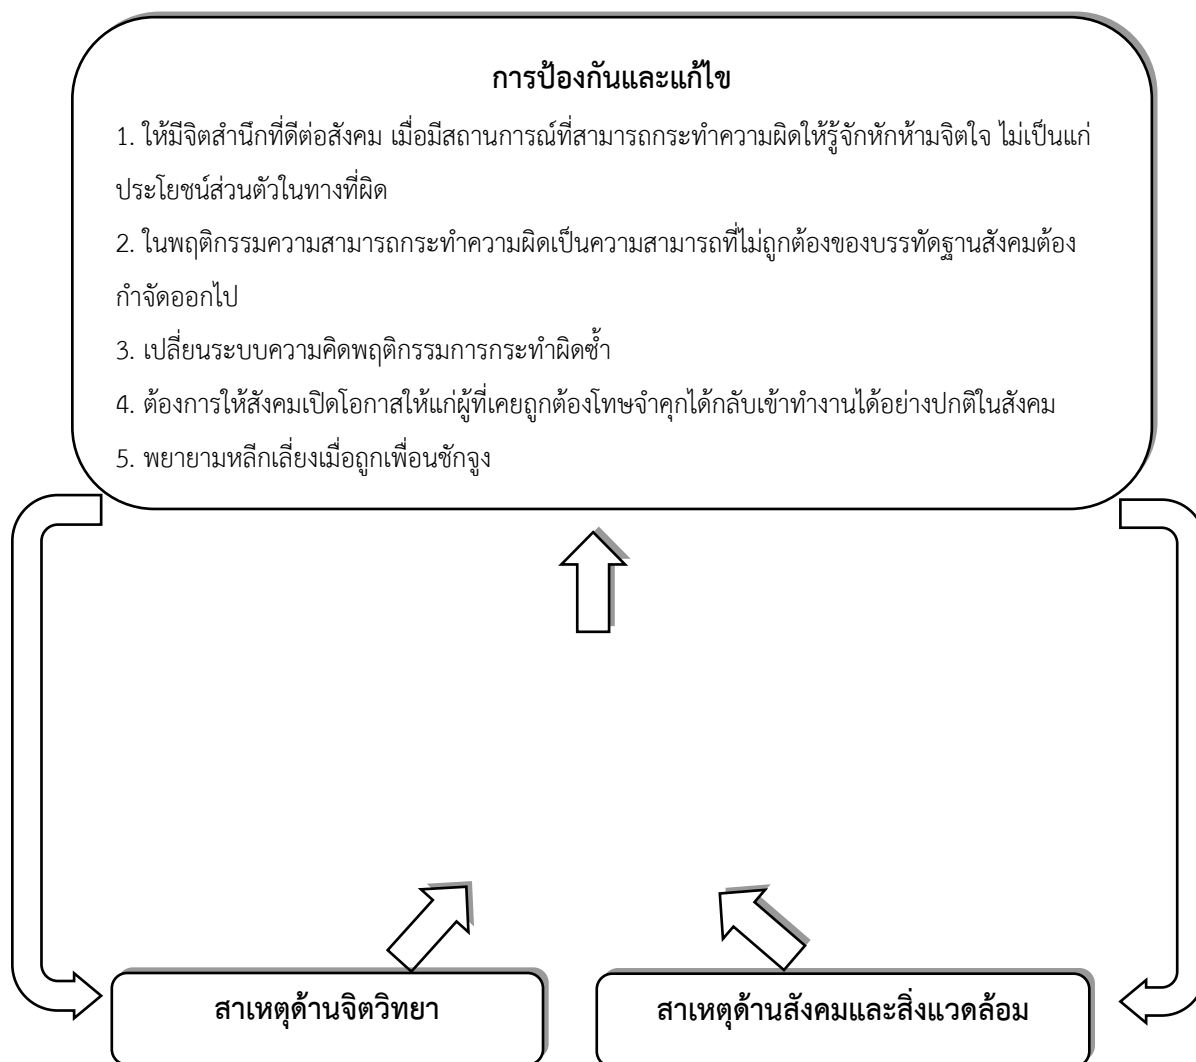 การป้องกันและแก้ไข
1. ให้มีจิตสำนึกที่ดีต่อสังคม เมื่อมีสถานการณ์ที่สามารถกระทำความผิดให้รู้จักหักห้ามจิตใจ ไม่เป็นแก่
ประโยชน์ส่วนตัวในทางที่ผิด
2. ในพฤติกรรมความสามารถกระทำความผิดเป็นความสามารถที่ไม่ถูกต้องของบรรทัดฐานสังคมต้อง
กำจัดออกไป
3. เปลี่ยนระบบความคิดพฤติกรรมการกระทำผิดซ้ำ
4. ต้องการให้สังคมเปิดโอกาสให้แก่ผู้ที่เคยถูกต้องโทษจำคุกได้กลับเข้าทำงานได้อย่างปกติในสังคม
5. พยายามหลีกเลี่ยงเมื่อถูกเพื่อนชักจูง
สาเหตุด้านจิตวิทยา
สาเหตุด้านสังคมและสิ่งแวดล้อม